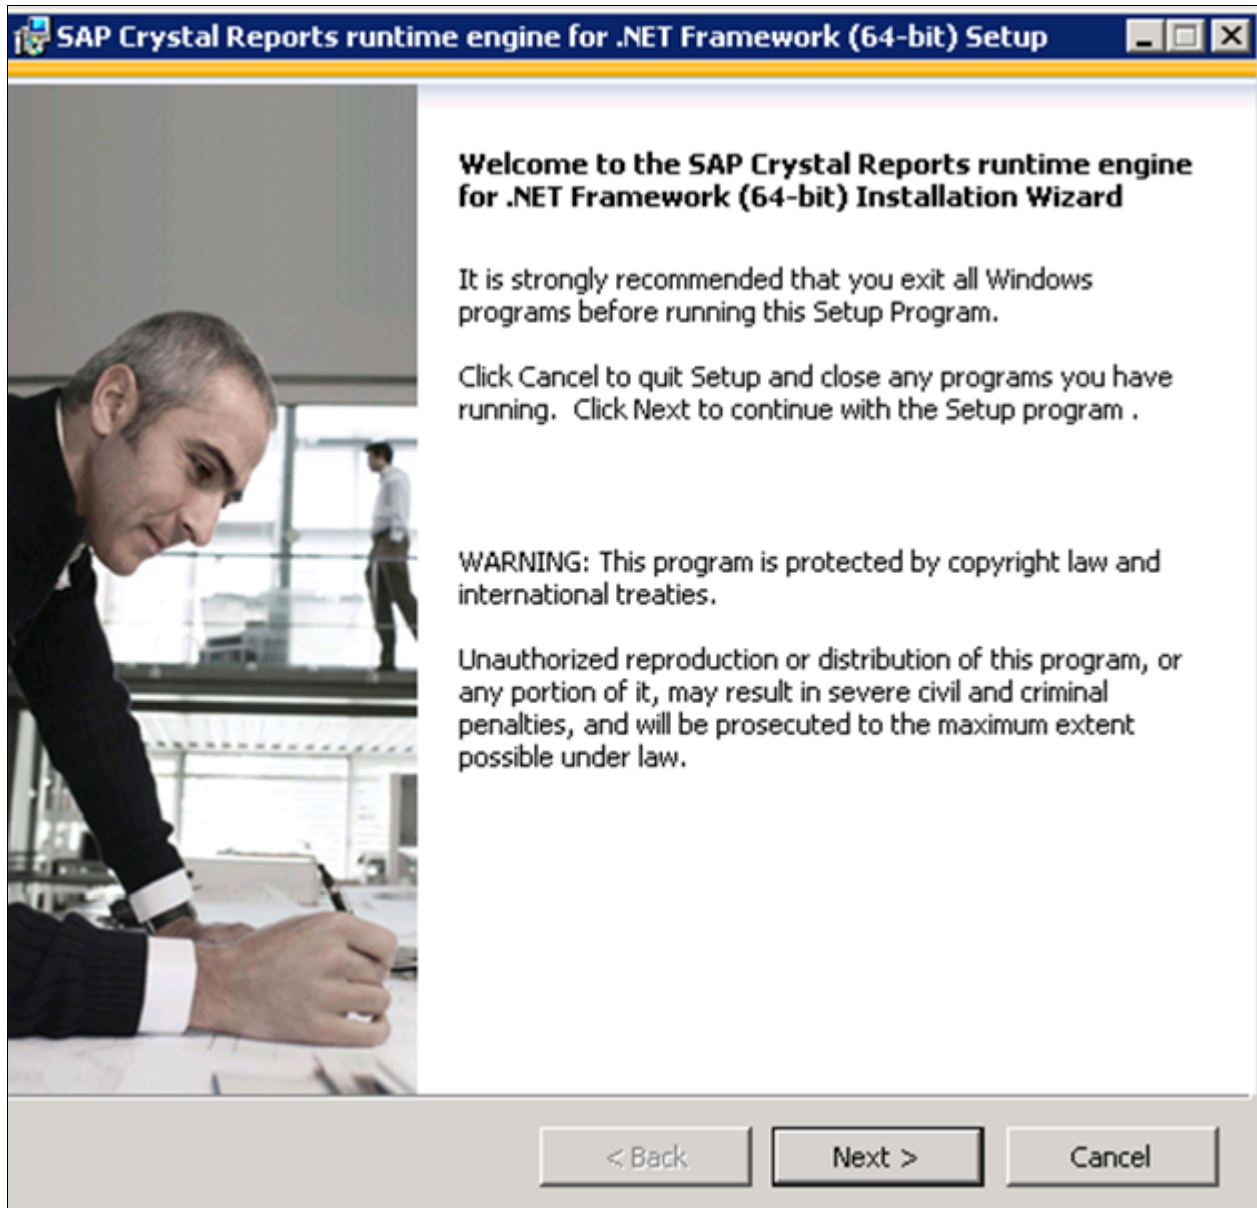 SAP Crystal Reports runtime engine for .NET Framework (64-bit) Setup
Welcome to the SAP Crystal Reports runtime engine
for .NET Framework (64-bit) Installation Wizard
It is strongly recommended that you exit all Windows
programs before running this Setup Program.
Click Cancel to quit Setup and close any programs you have
running.  Click Next to continue with the Setup program .
WARNING: This program is protected by copyright law and
international treaties.
Unauthorized reproduction or distribution of this program, or
any portion of it, may result in severe civil and criminal
penalties, and will be prosecuted to the maximum extent
possible under law.
< Back
Next >
Cancel